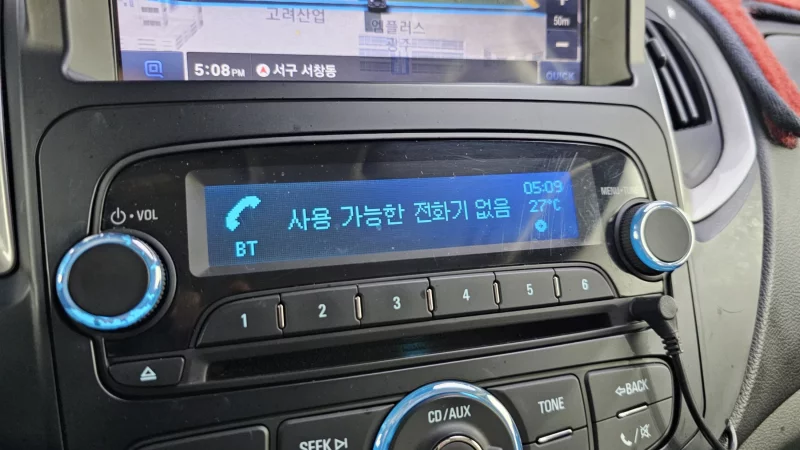 고려산업
엠플러스
광주
50m
5:08PM 서구 서창동
QUICK
05:09
사용 가능한 전화기 없음
27°C
BT
VOL
1 2 3 4 5 6
CD/AUX
TONE
BACK
SEEK